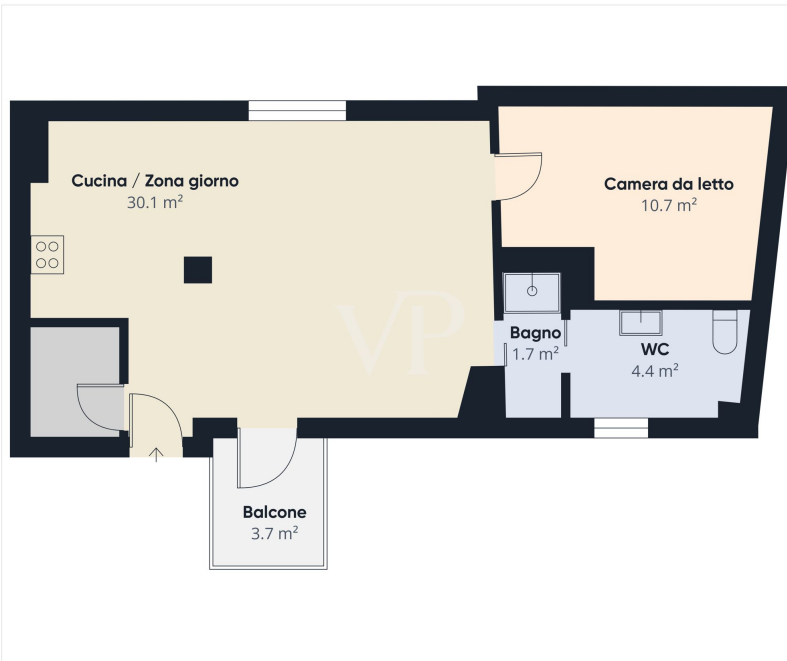 Cucina / Zona giorno
30.1 m²
Camera da letto
10.7 m²
VP
Bagno
1.7 m²
WC
4.4 m²
Balcone
3.7 m²